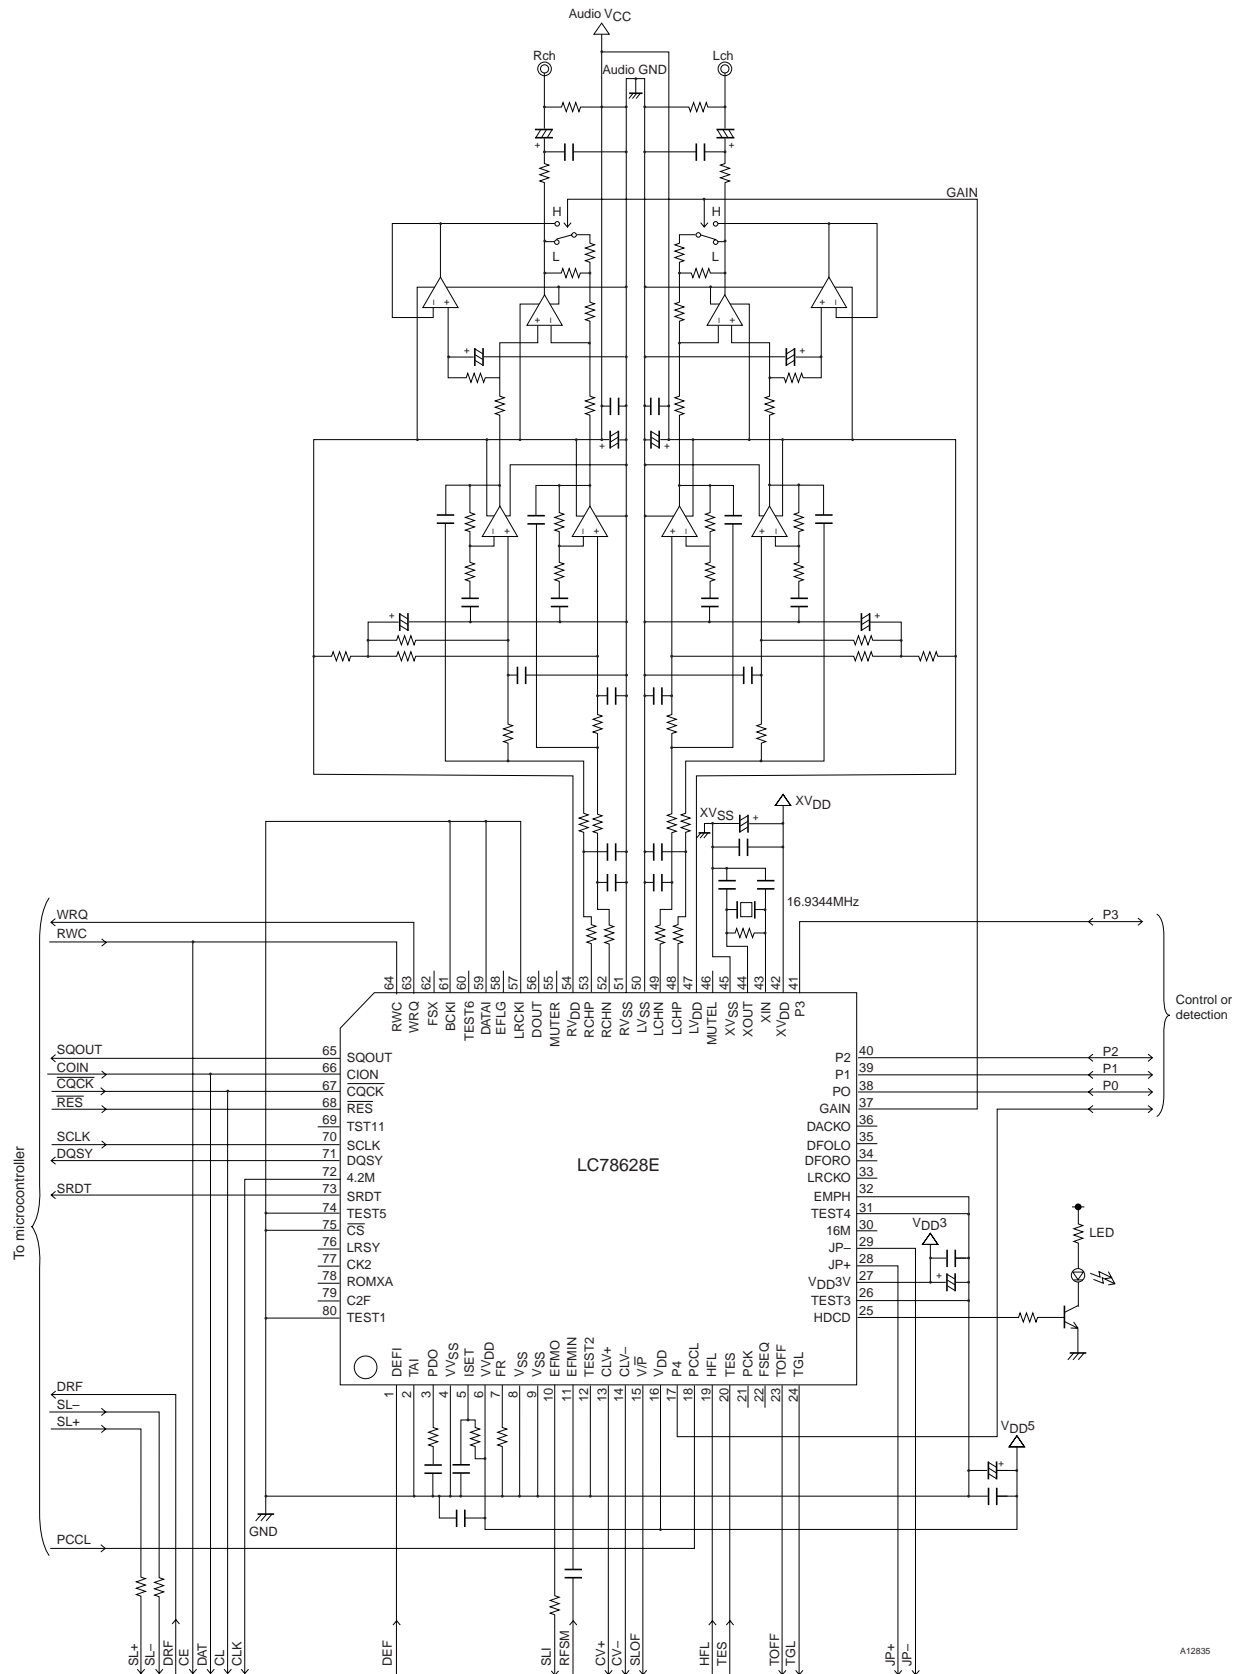 Audio VCC
Rch
Lch
Audio GND
GAIN
H
H
L
L
+
+
− +
+ −
+ −
− +
+
+
+
+
− +
− +
+ −
+ −
+
+
XVDD
XVSS
+
16.9344MHz
WRQ
RWC
P3
64 63 62 61 60 59 58 57 56 55 54 53 52 51 50 49 48 47 46 45 44 43 42 41
RWC
WRQ
FSX
BCKI
TEST6
DATAI
EFLG
LRCKI
DOUT
MUTER
RVDD
RCHP
RCHN
RVSS
LVSS
LCHN
LCHP
LVDD
MUTEL
XVSS
XOUT
XIN
XVDD
P3
Control or
detection
To microcontroller
SQOUT
COIN
CQCK
RES
SCLK
DQSY
SRDT
65 SQOUT
66 CION
67 CQCK
68 RES
69 TST11
70 SCLK
71 DQSY
72 4.2M
73 SRDT
74 TEST5
75 CS
76 LRSY
77 CK2
78 ROMXA
79 C2F
80 TEST1
LC78628E
P2 40
P1 39
PO 38
GAIN 37
DACKO 36
DFOLO 35
DFORO 34
LRCKO 33
EMPH 32
TEST4 31
16M 30
JP− 29
JP+ 28
VDD3V 27
TEST3 26
HDCD 25
P2
P1
P0
VDD3
+
LED
DEFI
TAI
PDO
VVSS
ISET
VVDD
FR
VSS
VSS
EFMO
EFMIN
TEST2
CLV+
CLV−
V/P
VDD
P4
PCCL
HFL
TES
PCK
FSEQ
TOFF
TGL
1 2 3 4 5 6 7 8 9 10 11 12 13 14 15 16 17 18 19 20 21 22 23 24
DRF
SL−
SL+
VDD5
+
GND
PCCL
SL+
SL−
DRF
CE
DAT
CL
CLK
DEF
SLI
RFSM
CV+
CV−
SLOF
HFL
TES
TOFF
TGL
JP+
JP−
A12835